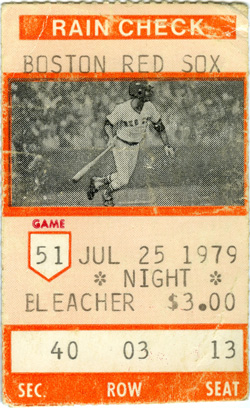 RAIN CHECK
BOSTON RED SOX
GAME
51 JUL 25 1979
* NIGHT *
BLEACHER $3.00
40 03 13
SEC. ROW SEAT